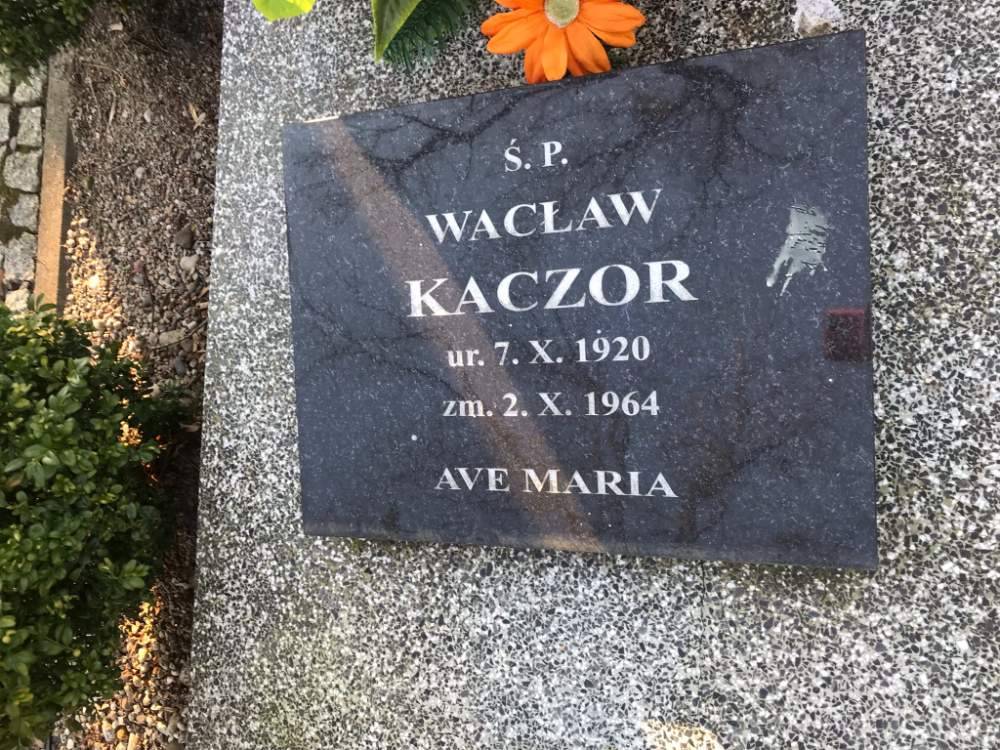 Ś. P.
WACŁAW
KACZOR
ur. 7. X. 1920
zm. 2. X. 1964
AVE MARIA